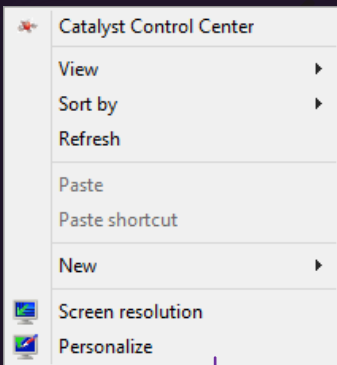 Catalyst Control Center
View
Sort by
Refresh
Paste
Paste shortcut
New
Screen resolution
Personalize